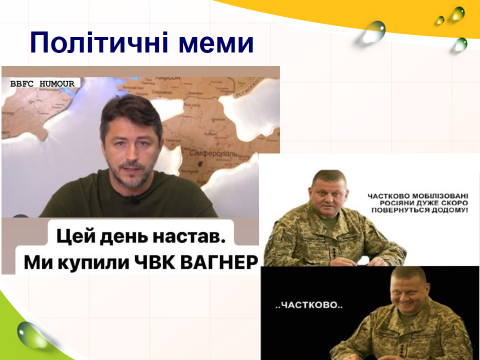 Політичні меми
BBFC HUMOUR
Сімферополь
Цей день настав.
Ми купили ЧВК ВАГНЕР
ЧАСТКОВО МОБІЛІЗОВАНІ
РОСІЯНИ ДУЖЕ СКОРО
ПОВЕРНУТЬСЯ ДОДОМУ!
..ЧАСТКОВО..